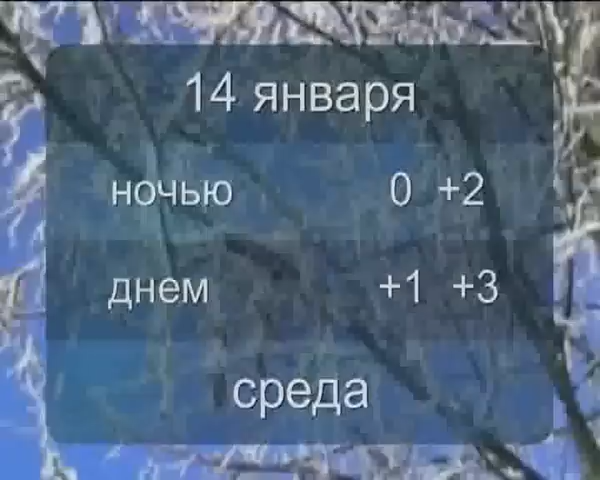 14 января
ночью 0 +2
днем +1 +3
среда